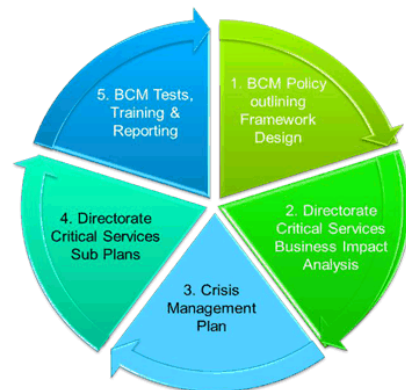 1. BCM Policy
outlining
Framework
Design
2. Directorate
Critical Services
Business Impact
Analysis
3. Crisis
Management
Plan
4. Directorate
Critical Services
Sub Plans
5. BCM Tests,
Training &
Reporting